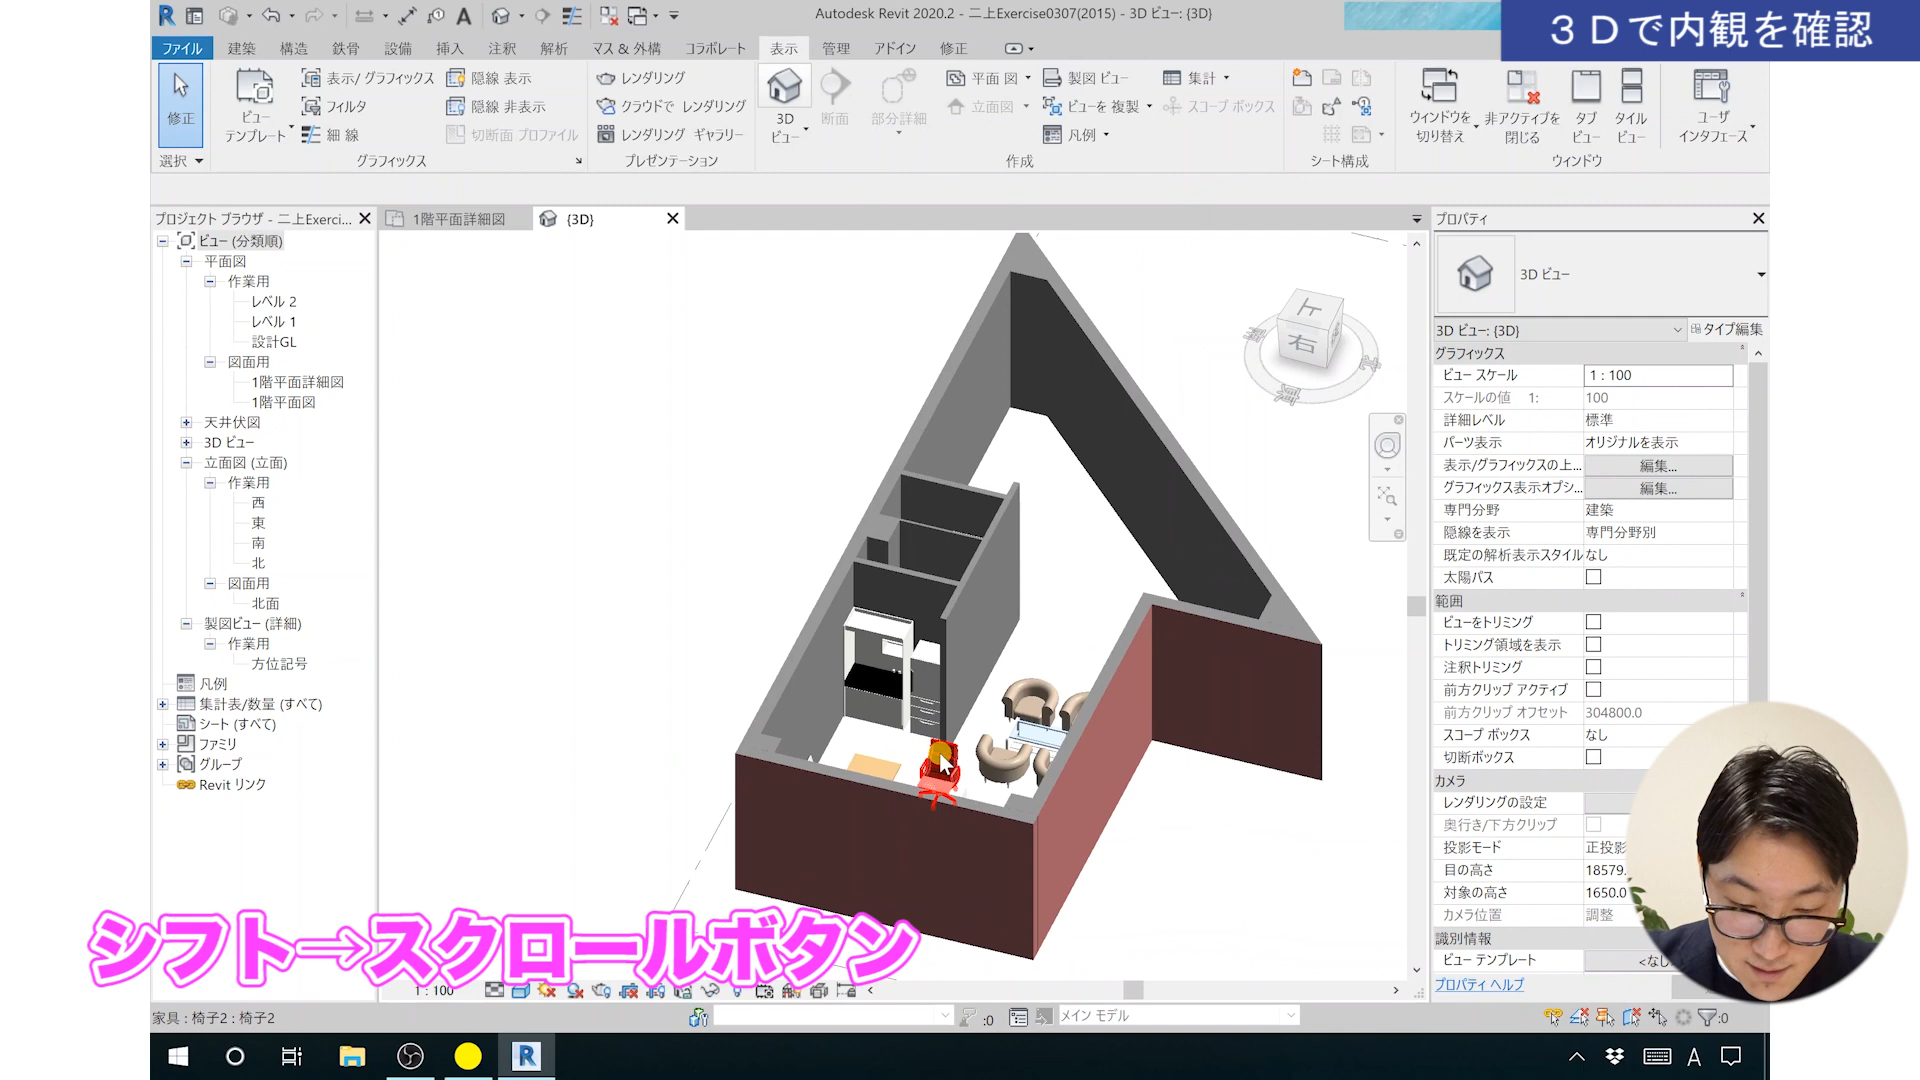 Autodesk Revit 2020.2 - 二上Exercise0307(2015) - 3D ビュー: {3D}
3Dで内観を確認
ファイル 建築 構造 鉄骨 設備 挿入 注釈 解析 マス & 外構 コラボレート 表示 管理 アドイン 修正
修正
ビュー
テンプレート
表示/ グラフィックス
フィルタ
細 線
隠線 表示
隠線 非表示
切断面 プロファイル
レンダリング
クラウドで レンダリング
レンダリング ギャラリー
3D
ビュー
断面
部分詳細
平面 図
立面図
製図 ビュー
ビューを 複製
凡例
集計
スコープ ボックス
ウィンドウを
切り替え
非アクティブを
閉じる
タブ
ビュー
タイル
ビュー
ユーザ
インタフェース
選択 グラフィックス プレゼンテーション 作成 シート構成 ウィンドウ
プロジェクト ブラウザ - 二上Exerci...
1階平面詳細図
{3D}
プロパティ
ビュー (分類順)
平面図
作業用
レベル 2
レベル 1
設計GL
図面用
1階平面詳細図
1階平面図
天井伏図
3D ビュー
立面図 (立面)
作業用
西
東
南
北
図面用
北面
製図ビュー (詳細)
作業用
方位記号
凡例
集計表/数量 (すべて)
シート (すべて)
ファミリ
グループ
Revit リンク
上
右
3D ビュー
3D ビュー: {3D} タイプ編集
グラフィックス
ビュー スケール 1 : 100
スケールの値 1: 100
詳細レベル 標準
パーツ表示 オリジナルを表示
表示/グラフィックスの上... 編集...
グラフィックス表示オプシ... 編集...
専門分野 建築
隠線を表示 専門分野別
既定の解析表示スタイル なし
太陽パス
範囲
ビューをトリミング
トリミング領域を表示
注釈トリミング
前方クリップ アクティブ
前方クリップ オフセット 304800.0
スコープ ボックス なし
切断ボックス
カメラ
レンダリングの設定
奥行き/下方クリップ
投影モード 正投影
目の高さ 18579.
対象の高さ 1650.0
カメラ位置 調整
識別情報
ビュー テンプレート <なし
プロパティ ヘルプ
シフト→スクロールボタン
1 : 100
家具 : 椅子2 : 椅子2
:0
メイン モデル
:0
A